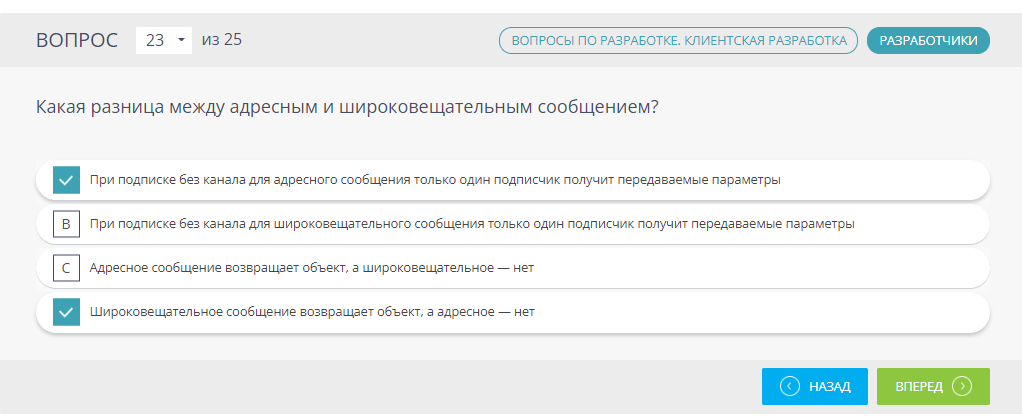 ВОПРОС 23 из 25 ВОПРОСЫ ПО РАЗРАБОТКЕ. КЛИЕНТСКАЯ РАЗРАБОТКА РАЗРАБОТЧИКИ
Какая разница между адресным и широковещательным сообщением?
При подписке без канала для адресного сообщения только один подписчик получит передаваемые параметры
B При подписке без канала для широковещательного сообщения только один подписчик получит передаваемые параметры
C Адресное сообщение возвращает объект, а широковещательное — нет
Широковещательное сообщение возвращает объект, а адресное — нет
НАЗАД ВПЕРЕД